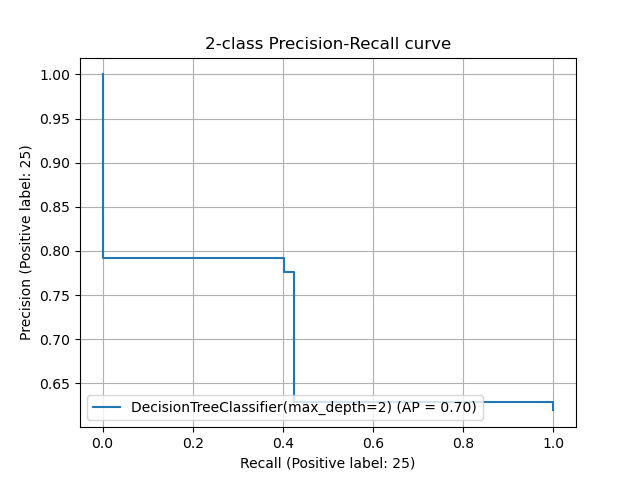 2-class Precision-Recall curve
1.00
0.95
0.90
0.85
0.80
0.75
0.70
0.65
Precision (Positive label: 25)
DecisionTreeClassifier(max_depth=2) (AP = 0.70)
0.0 0.2 0.4 0.6 0.8 1.0
Recall (Positive label: 25)